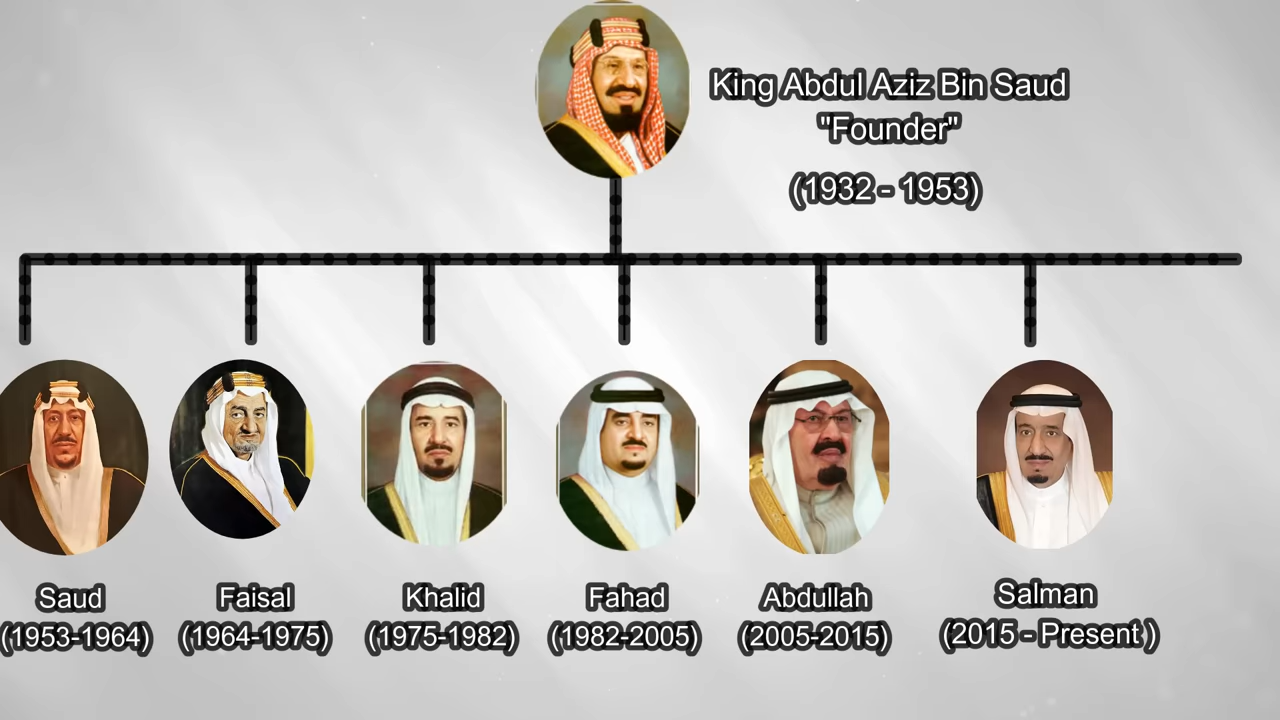 King Abdul Aziz Bin Saud
"Founder"
(1932 - 1953)
Saud
(1953-1964)
Faisal
(1964-1975)
Khalid
(1975-1982)
Fahad
(1982-2005)
Abdullah
(2005-2015)
Salman
(2015 - Present )